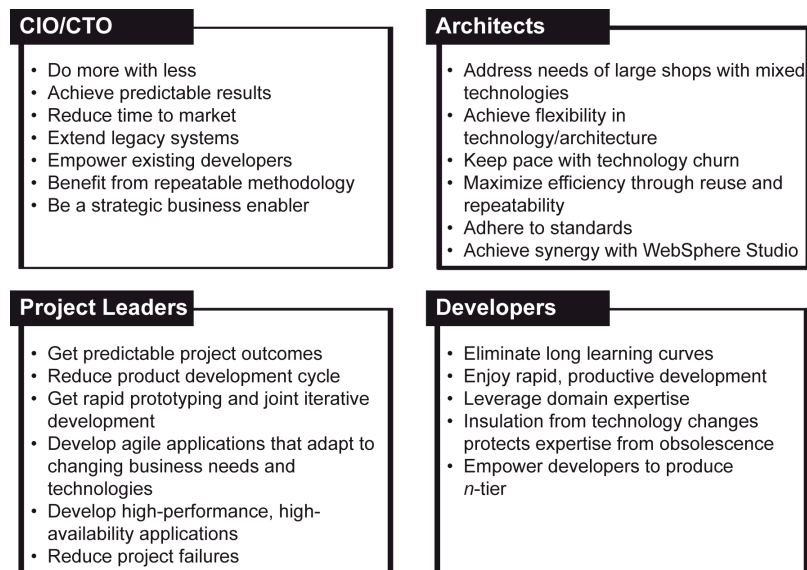 CIO/CTO
• Do more with less
• Achieve predictable results
• Reduce time to market
• Extend legacy systems
• Empower existing developers
• Benefit from repeatable methodology
• Be a strategic business enabler
Architects
• Address needs of large shops with mixed
technologies
• Achieve flexibility in
technology/architecture
• Keep pace with technology churn
• Maximize efficiency through reuse and
repeatability
• Adhere to standards
• Achieve synergy with WebSphere Studio
Project Leaders
• Get predictable project outcomes
• Reduce product development cycle
• Get rapid prototyping and joint iterative
development
• Develop agile applications that adapt to
changing business needs and
technologies
• Develop high-performance, high-
availability applications
• Reduce project failures
Developers
• Eliminate long learning curves
• Enjoy rapid, productive development
• Leverage domain expertise
• Insulation from technology changes
protects expertise from obsolescence
• Empower developers to produce
n-tier